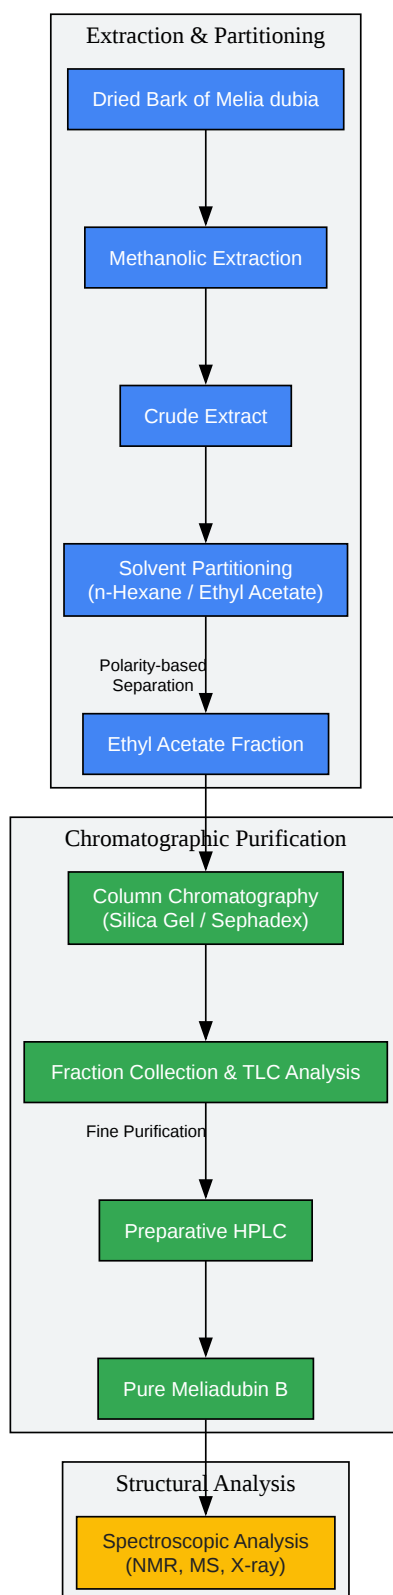 Extraction & Partitioning
Dried Bark of Melia dubia
Methanolic Extraction
Crude Extract
Solvent Partitioning
(n-Hexane / Ethyl Acetate)
Polarity-based
Separation
Ethyl Acetate Fraction
Chromatographic Purification
Column Chromatography
(Silica Gel / Sephadex)
Fraction Collection & TLC Analysis
Fine Purification
Preparative HPLC
Pure Meliadubin B
Structural Analysis
Spectroscopic Analysis
(NMR, MS, X-ray)